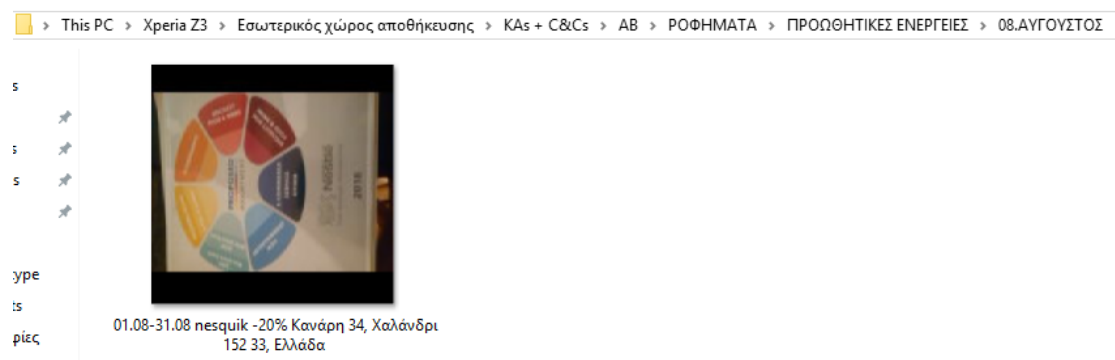 This PC > Xperia Z3 > Εσωτερικός χώρος αποθήκευσης > KAs + C&Cs > AB > ΡΟΦΗΜΑΤΑ > ΠΡΟΩΘΗΤΙΚΕΣ ΕΝΕΡΓΕΙΕΣ > 08.ΑΥΓΟΥΣΤΟΣ
s
s
s
Nestlé
2016
ype
ts
ρίες
01.08-31.08 nesquik -20% Κανάρη 34, Χαλάνδρι
152 33, Ελλάδα